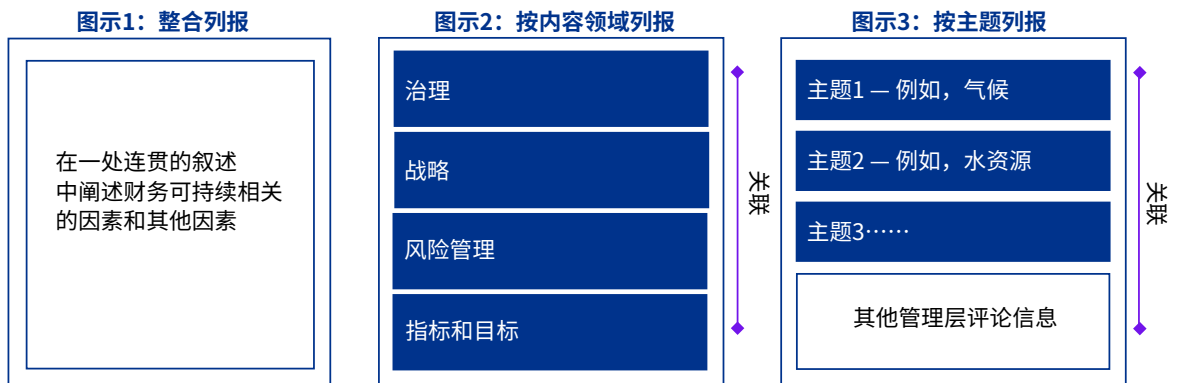 图示1：整合列报
在一处连贯的叙述
中阐述财务可持续相关
的因素和其他因素
图示2：按内容领域列报
治理
战略
风险管理
指标和目标
关联
图示3：按主题列报
主题1 — 例如，气候
主题2 — 例如，水资源
主题3……
其他管理层评论信息
关联